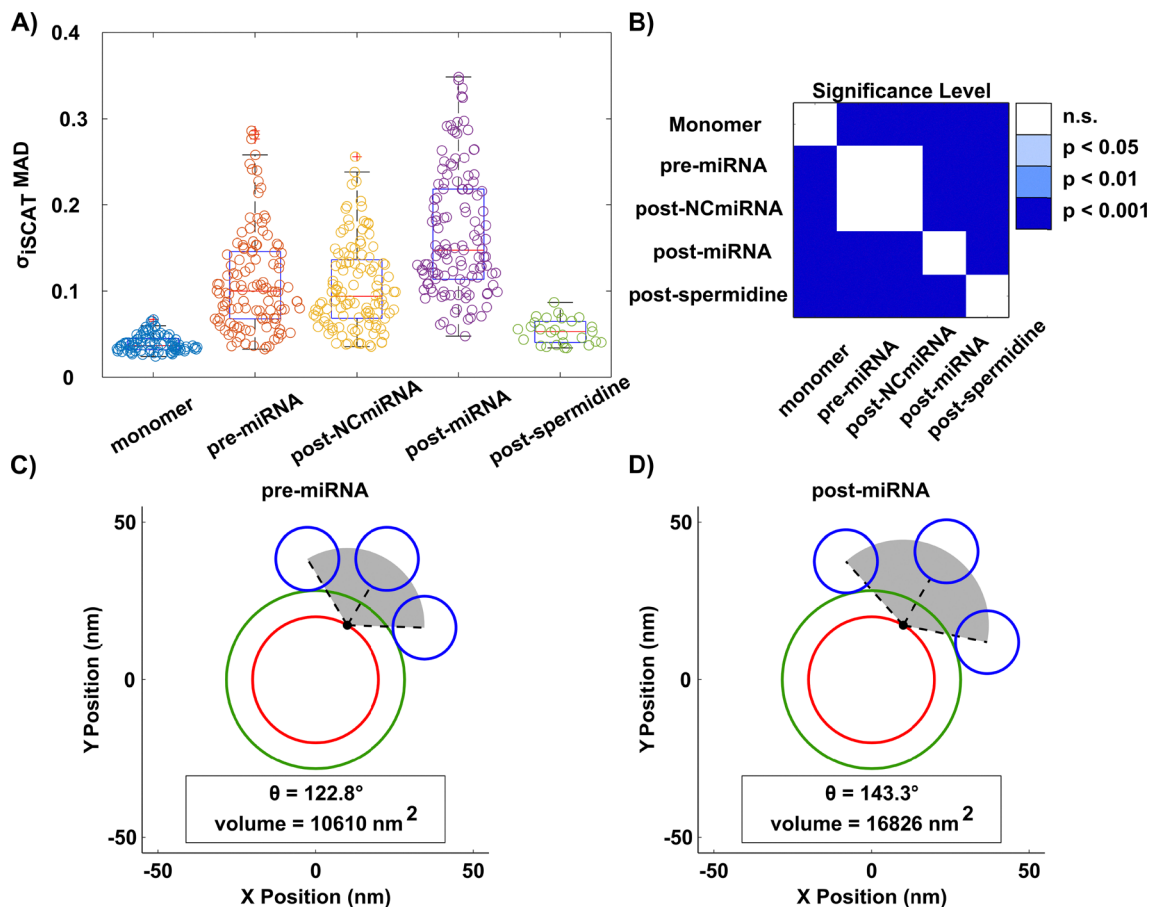 A)
0.4
0.3
0.2
0.1
0
σiSCAT MAD
monomer
pre-miRNA
post-NCmiRNA
post-miRNA
post-spermidine
B)
Significance Level
Monomer
pre-miRNA
post-NCmiRNA
post-miRNA
post-spermidine
monomer
pre-miRNA
post-NCmiRNA
post-miRNA
post-spermidine
n.s.
p < 0.05
p < 0.01
p < 0.001
C)
pre-miRNA
50
0
-50
Y Position (nm)
θ = 122.8°
volume = 10610 nm 2
-50
0
50
X Position (nm)
D)
post-miRNA
50
0
-50
Y Position (nm)
θ = 143.3°
volume = 16826 nm 2
-50
0
50
X Position (nm)